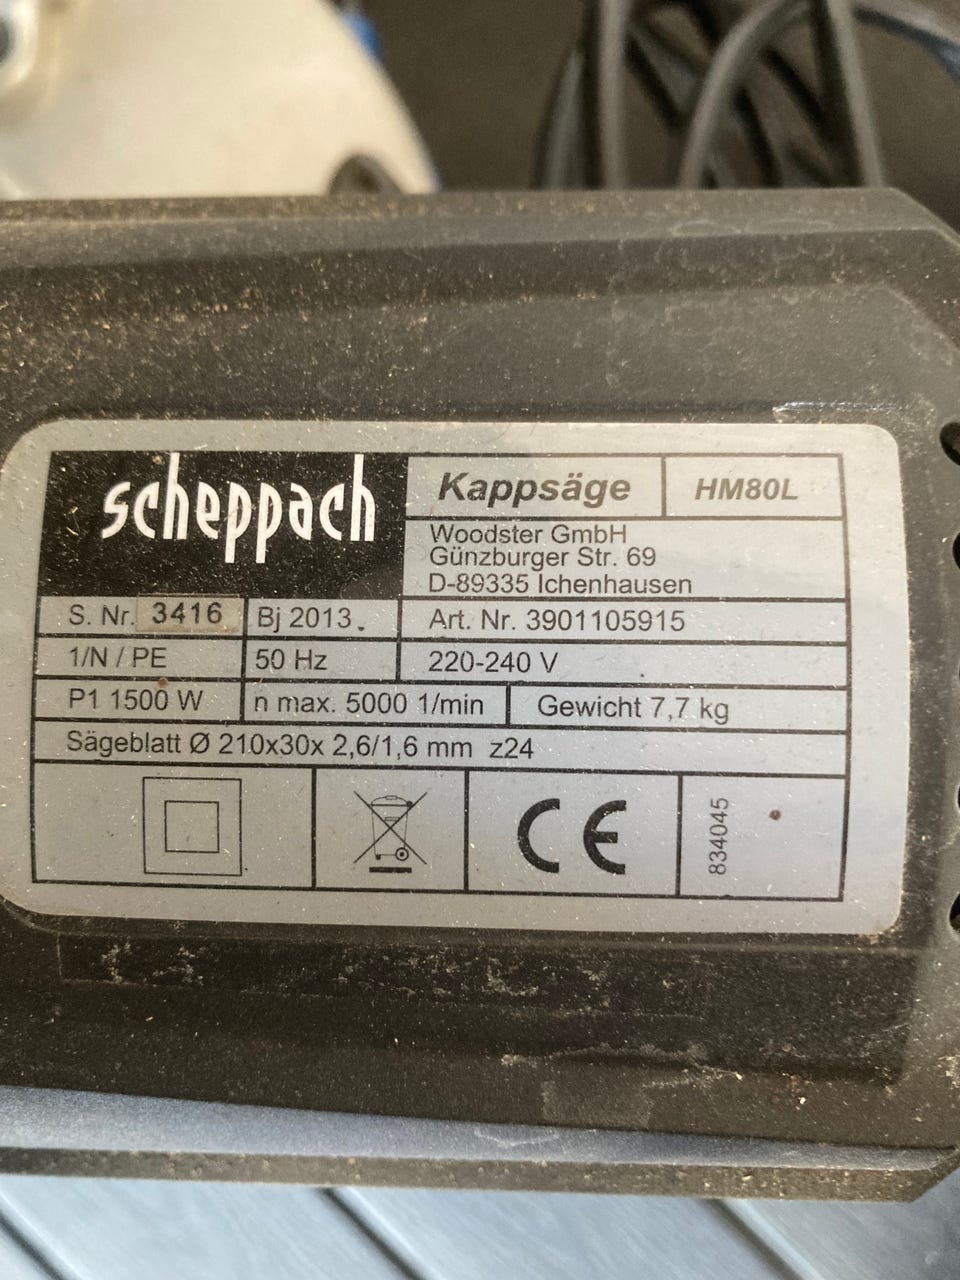 scheppach
Kappsäge
HM80L
Woodster GmbH
Günzburger Str. 69
D-89335 Ichenhausen
S. Nr. 3416
Bj 2013.
Art. Nr. 3901105915
1/N / PE
50 Hz
220-240 V
P1 1500 W
n max. 5000 1/min
Gewicht 7,7 kg
Sägeblatt Ø 210x30x 2,6/1,6 mm z24
CE
834045